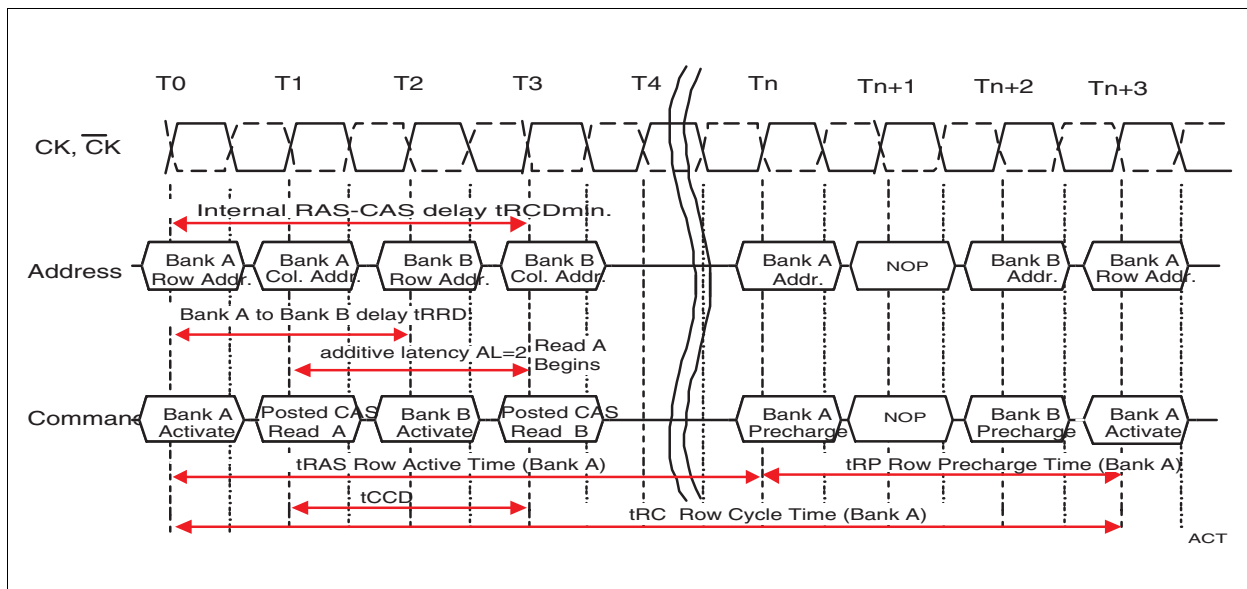 T0 T1 T2 T3 T4 Tn Tn+1 Tn+2 Tn+3
CK, CK
Internal RAS-CAS delay tRCDmin.
Address
Bank A Row Addr.
Bank A Col. Addr.
Bank B Row Addr.
Bank B Col. Addr.
Bank A Addr.
NOP
Bank B Addr.
Bank A Row Addr.
Bank A to Bank B delay tRRD.
additive latency AL=2
Read A Begins
Command
Bank A Activate
Posted CAS Read A
Bank B Activate
Posted CAS Read B
Bank A Precharge
NOP
Bank B Precharge
Bank A Activate
tRAS Row Active Time (Bank A)
tRP Row Precharge Time (Bank A)
tCCD
tRC Row Cycle Time (Bank A)
ACT